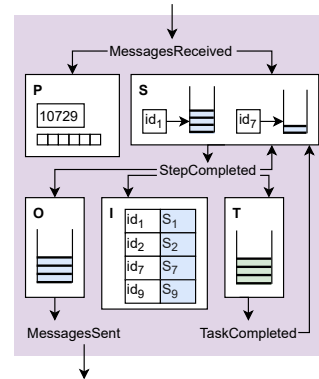 MessagesReceived
P
10729
S
id1
id7
StepCompleted
O
I
id1 S1
id2 S2
id7 S7
id9 S9
T
MessagesSent
TaskCompleted